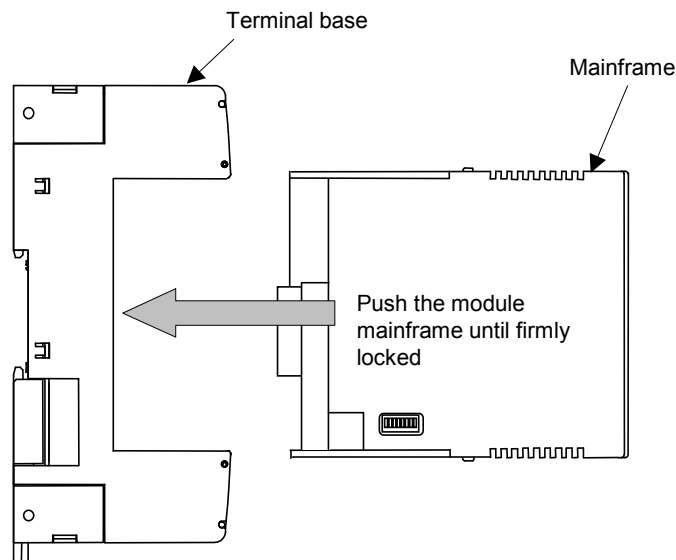 Terminal base
Mainframe
Push the module
mainframe until firmly
locked